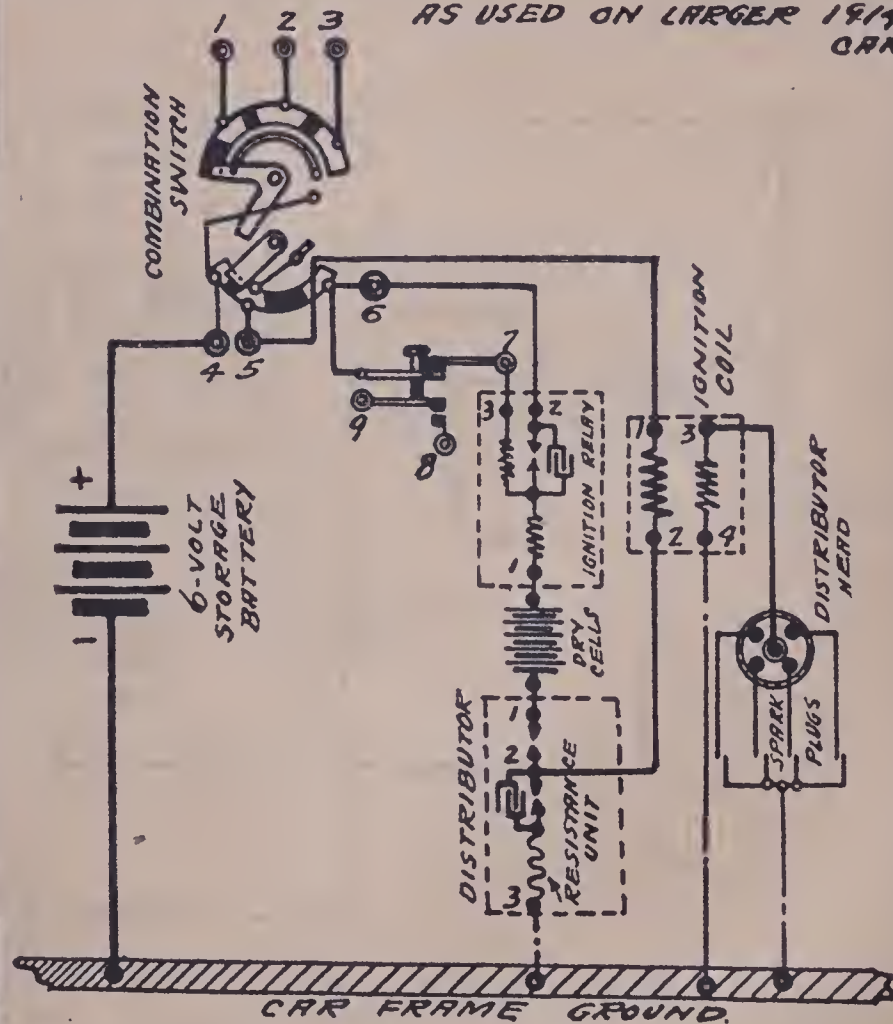 AS USED ON LARGER 1914
CAR
1 2 3
COMBINATION
SWITCH
4 5
6
7
9
8
+
-
6-VOLT
STORAGE
BATTERY
3 2
1
IGNITION RELAY
IGNITION
COIL
1 3
2 4
DRY
CELLS
DISTRIBUTOR
1
2
3
RESISTANCE
UNIT
DISTRIBUTOR
HEAD
SPARK
PLUGS
CAR FRAME GROUND.